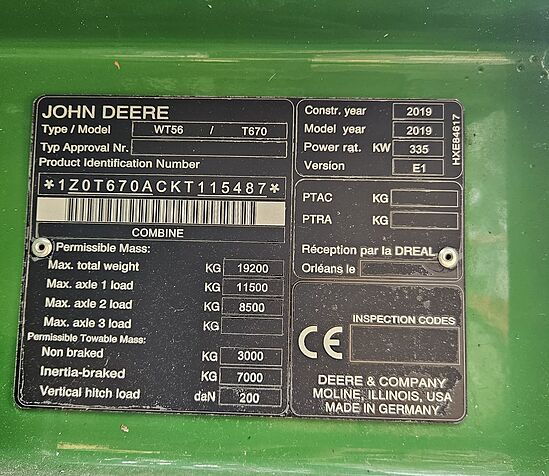 JOHN DEERE
Type / Model WT56 / T670
Typ Approval Nr.
Product Identification Number
*1Z0T670ACKT115487*
COMBINE
Permissible Mass:
Max. total weight KG 19200
Max. axle 1 load KG 11500
Max. axle 2 load KG 8500
Max. axle 3 load KG
Permissible Towable Mass:
Non braked KG 3000
Inertia-braked KG 7000
Vertical hitch load daN 200
Constr. year 2019
Model year 2019
Power rat. KW 335
Version E1
HXE84617
PTAC KG
PTRA KG
Réception par la DREAL
Orléans le
INSPECTION CODES
CE
DEERE & COMPANY
MOLINE, ILLINOIS, USA
MADE IN GERMANY